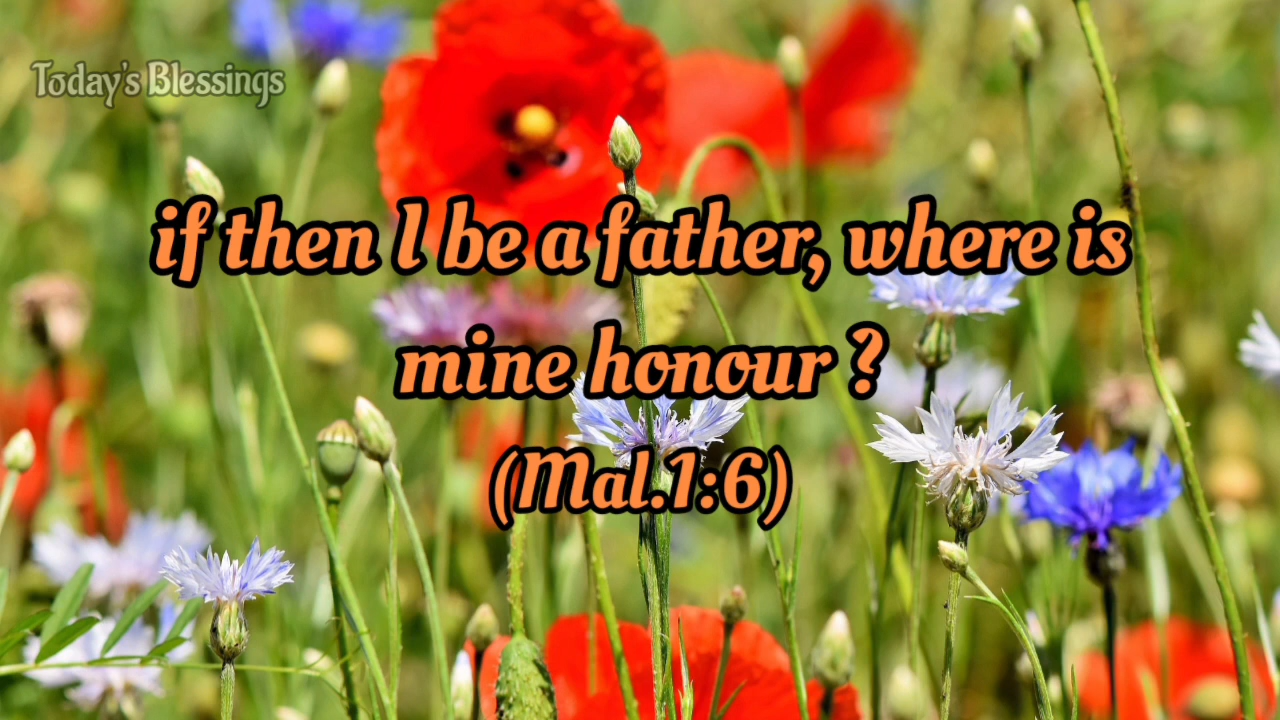 Today's Blessings
if then I be a father, where is
mine honour ?
(Mal.1:6)